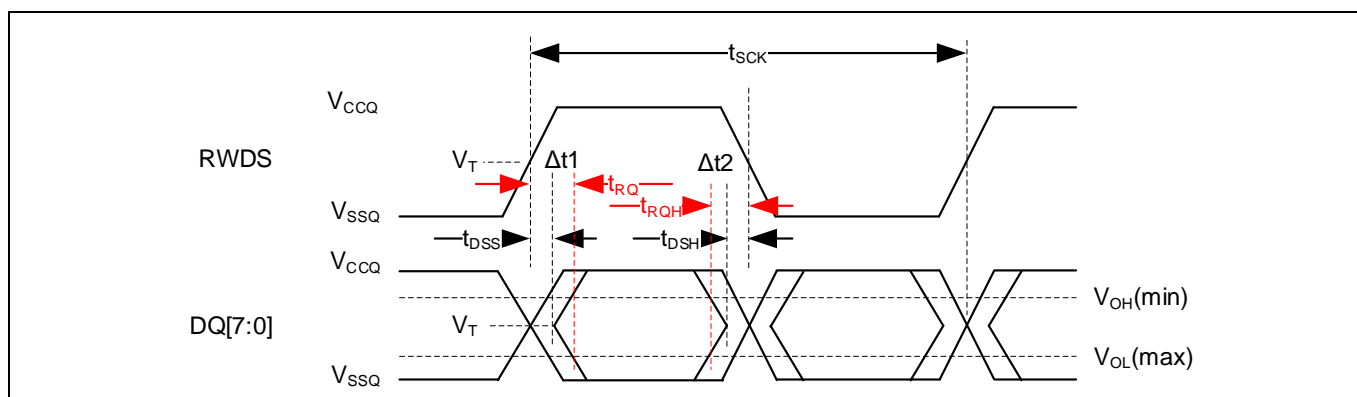 tSCK
VCCQ
RWDS
VT
Δt1
Δt2
tRQ
tRQH
VSSQ
tDSS
tDSH
VCCQ
VOH(min)
DQ[7:0]
VT
VOL(max)
VSSQ